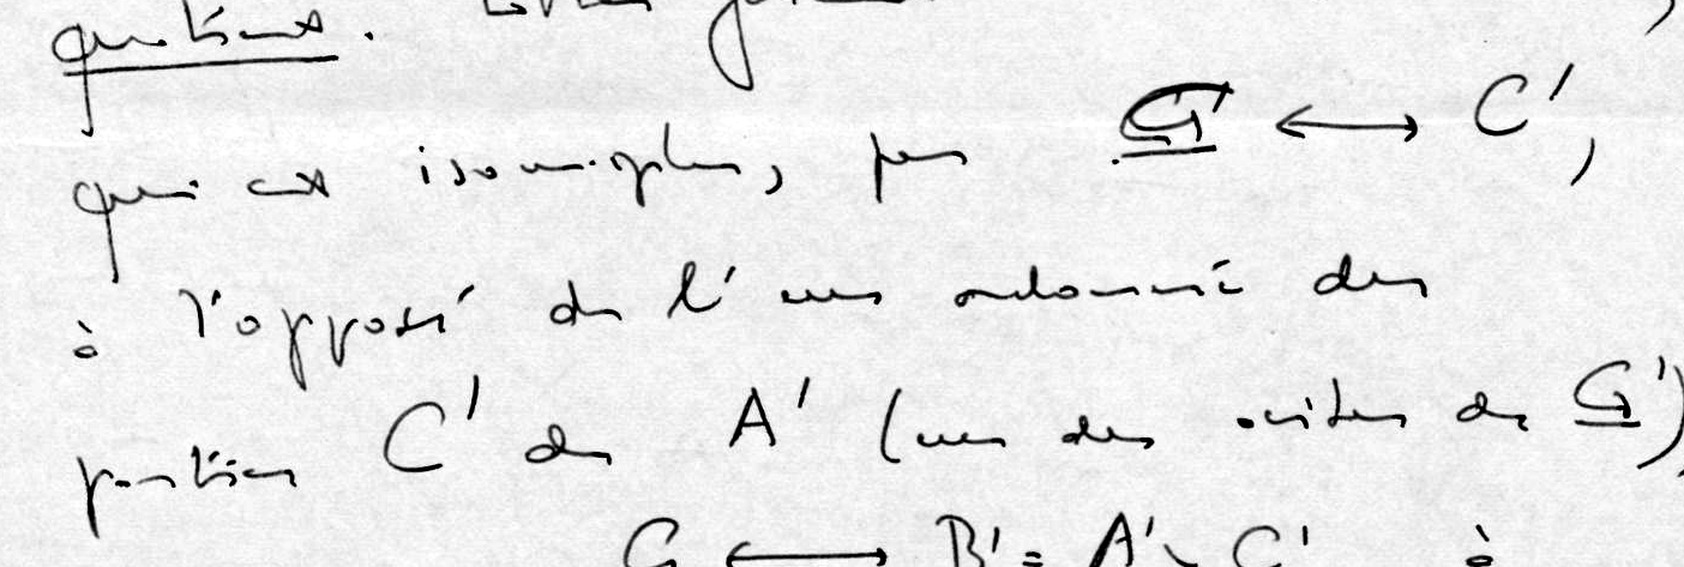 quotient.
qui est isomorphe, par G ⟷ C',
à l'opposé de l'ens ordonné des
parties C' de A' (ens des arêtes de G'),
G ⟷ B' = A' \ C' à